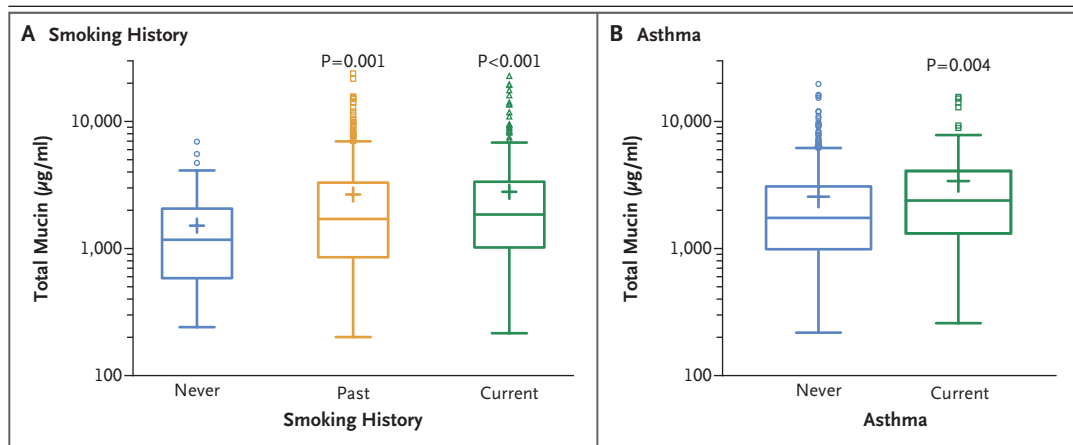 A Smoking History
P=0.001
P<0.001
Total Mucin (µg/ml)
10,000
1,000
100
Never
Past
Current
Smoking History
B Asthma
P=0.004
Total Mucin (µg/ml)
10,000
1,000
100
Never
Current
Asthma